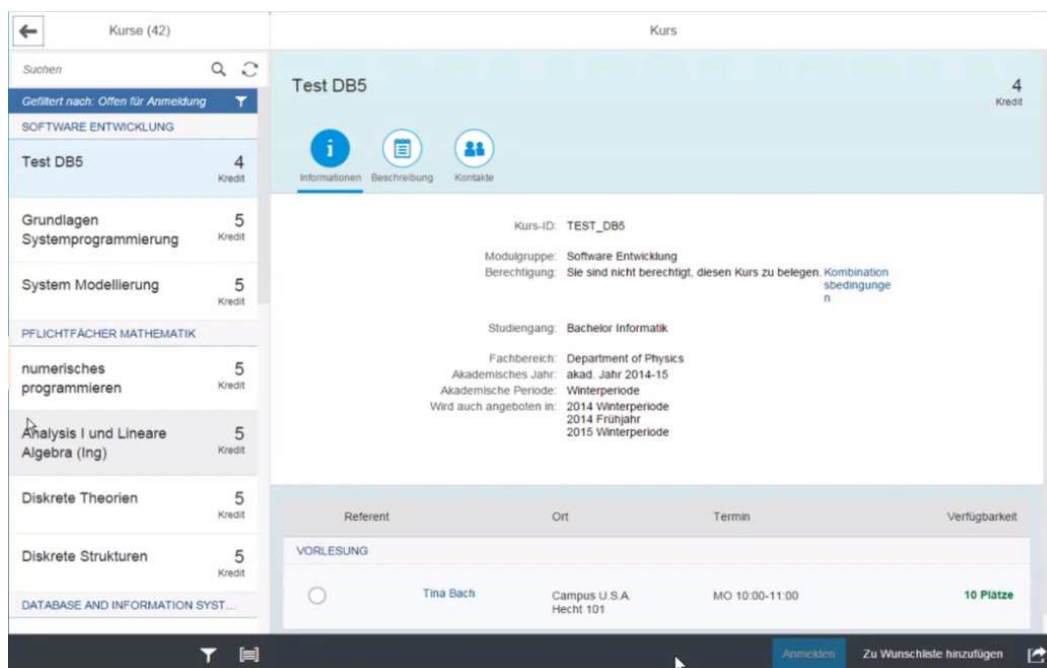 Kurse (42)
Suchen
Gefiltert nach: Offen für Anmeldung
SOFTWARE ENTWICKLUNG
Test DB5
4
Kredit
Grundlagen
Systemprogrammierung
5
Kredit
System Modellierung
5
Kredit
PFLICHTFÄCHER MATHEMATIK
numerisches
programmieren
5
Kredit
Analysis I und Lineare
Algebra (Ing)
5
Kredit
Diskrete Theorien
5
Kredit
Diskrete Strukturen
5
Kredit
DATABASE AND INFORMATION SYST...
Kurs
Test DB5
4
Kredit
Informationen Beschreibung Kontakte
Kurs-ID: TEST_DB5
Modulgruppe: Software Entwicklung
Berechtigung: Sie sind nicht berechtigt, diesen Kurs zu belegen. Kombination
sbedingunge
n
Studiengang: Bachelor Informatik
Fachbereich: Department of Physics
Akademisches Jahr: akad. Jahr 2014-15
Akademische Periode: Winterperiode
Wird auch angeboten in: 2014 Winterperiode
2014 Frühjahr
2015 Winterperiode
Referent Ort Termin Verfügbarkeit
VORLESUNG
Tina Bach Campus U.S.A. MO 10:00-11:00 10 Plätze
Hecht 101
Anmelden Zu Wunschliste hinzufügen